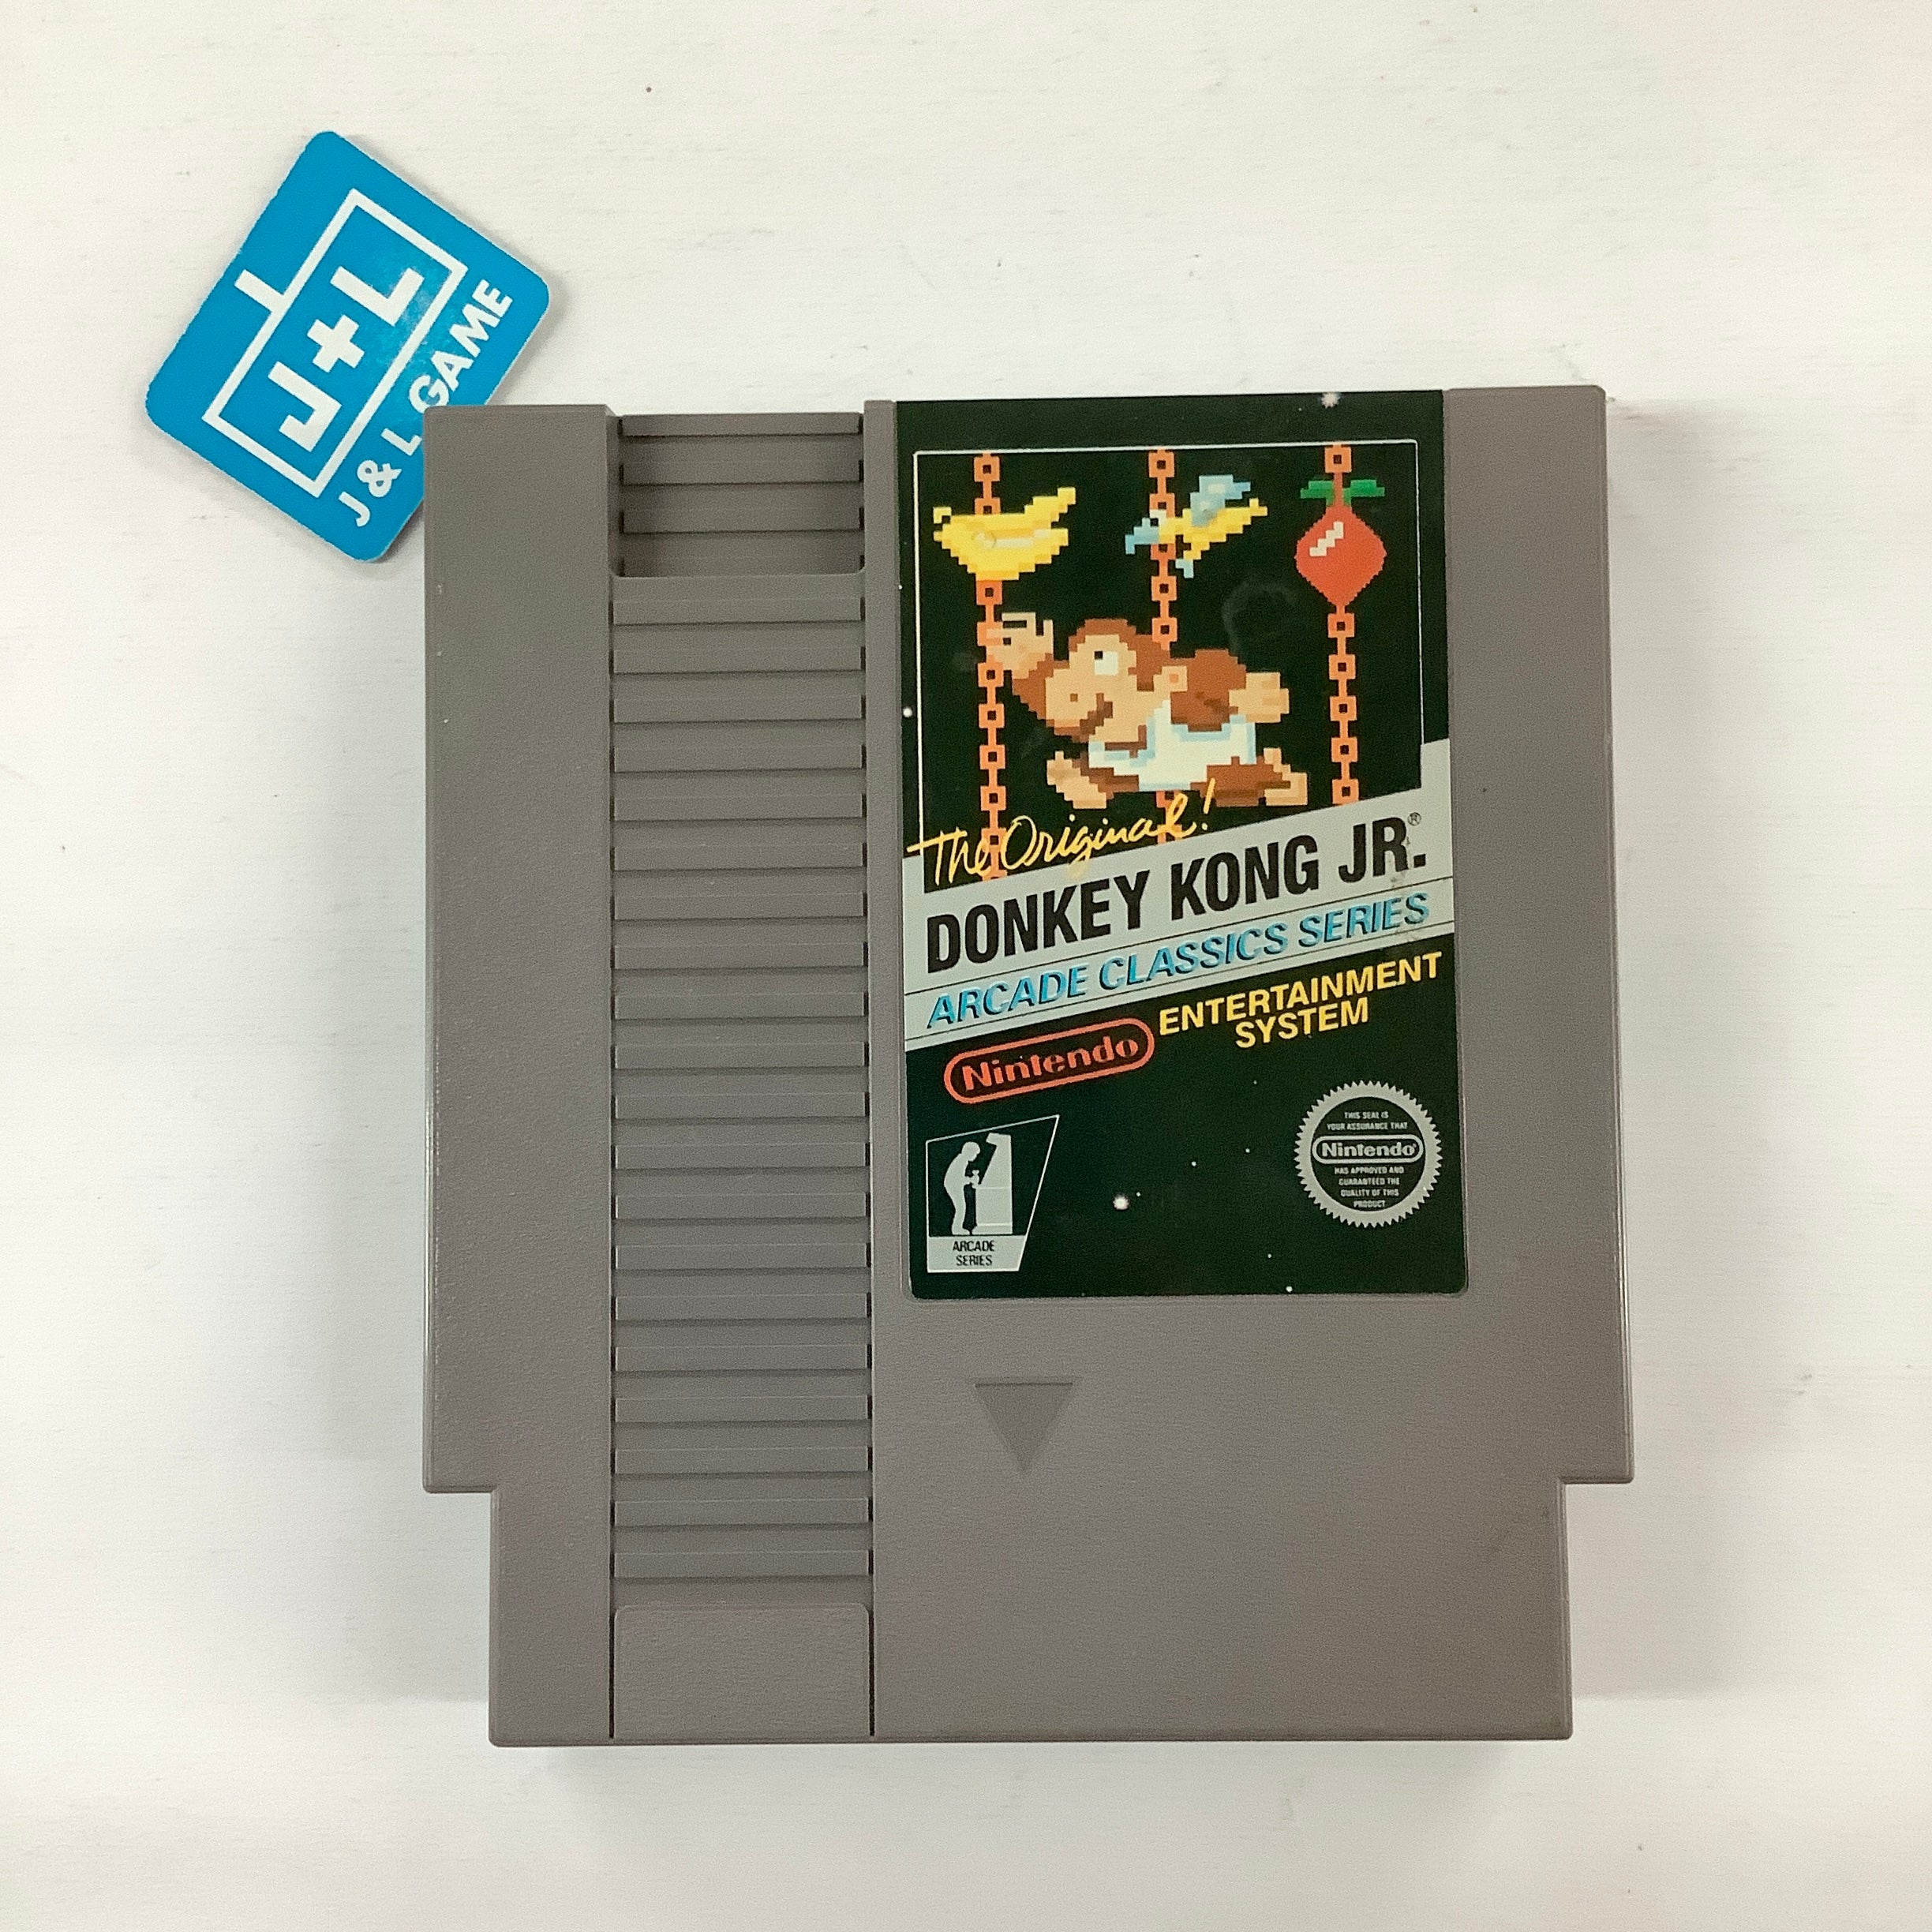 J+L
J & L GAME
The Original!
DONKEY KONG JR.®
ARCADE CLASSICS SERIES
Nintendo
ENTERTAINMENT
SYSTEM
THIS SEAL IS
YOUR ASSURANCE THAT
Nintendo®
HAS APPROVED AND
GUARANTEED THE
QUALITY OF THIS
PRODUCT
ARCADE
SERIES